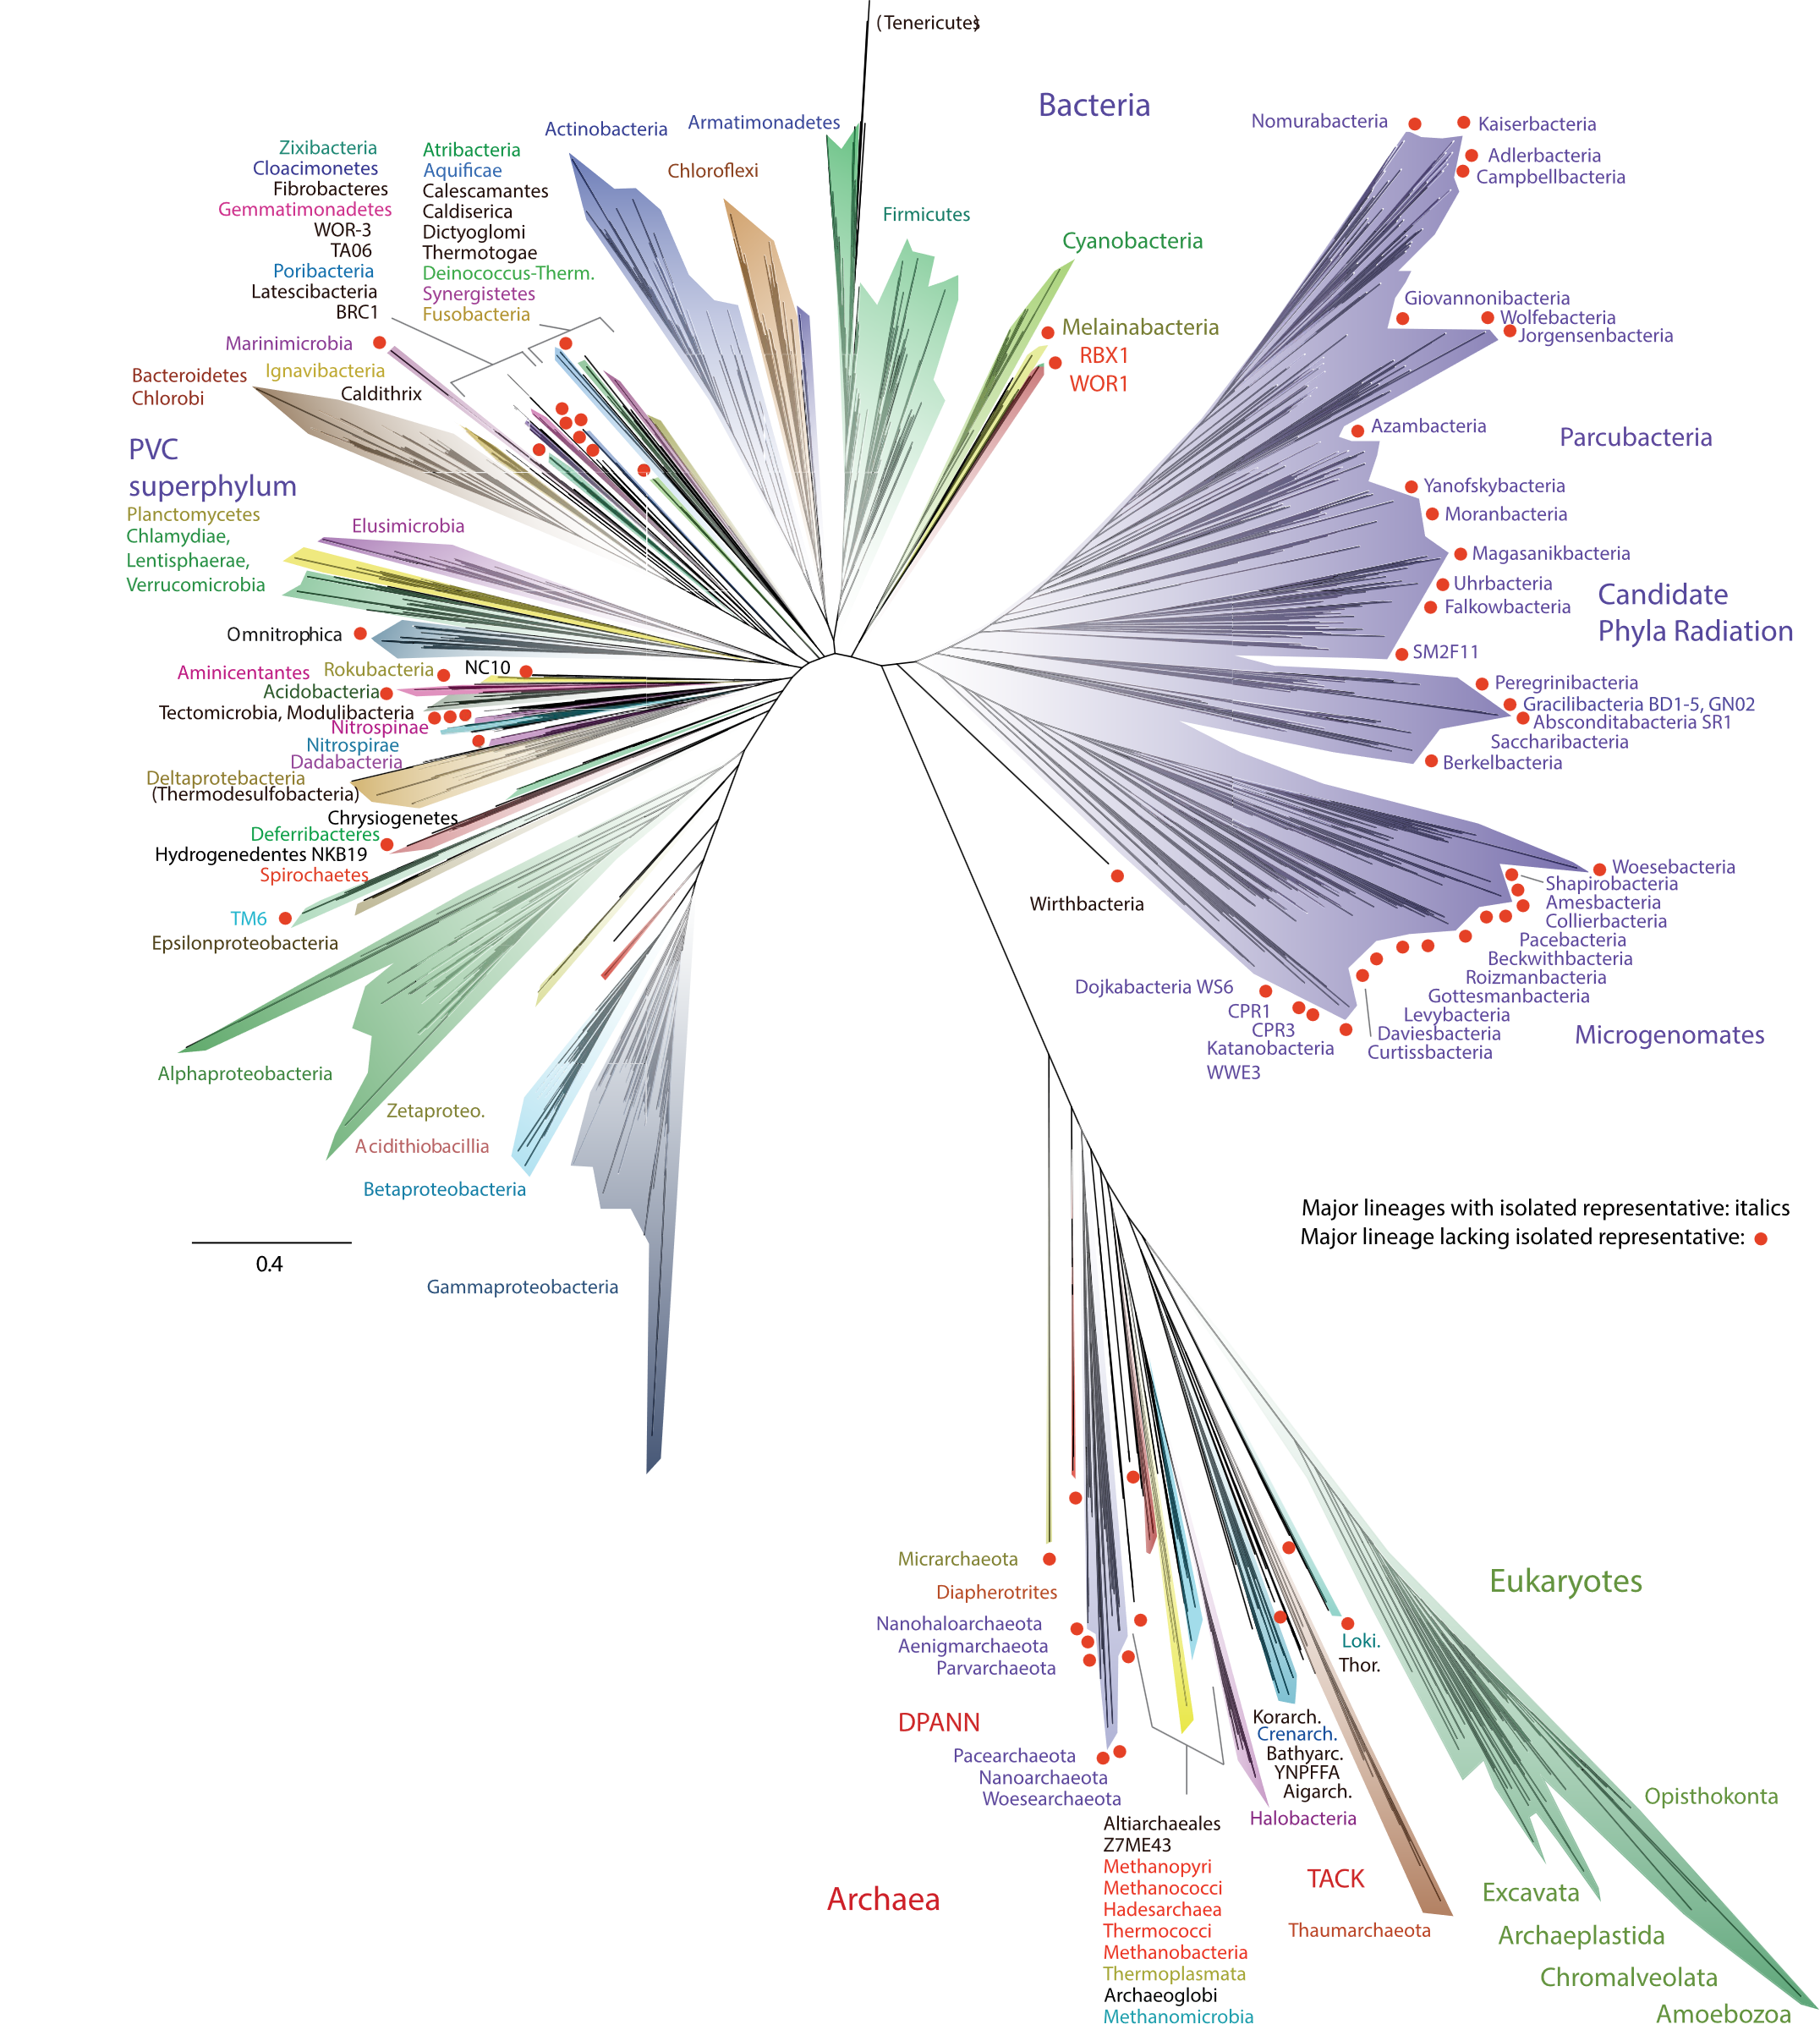 (Tenericutes)
Bacteria
Nomurabacteria
Kaiserbacteria
Adlerbacteria
Campbellbacteria
Actinobacteria
Armatimonadetes
Chloroflexi
Firmicutes
Cyanobacteria
Melainabacteria
RBX1
WOR1
Zixibacteria
Cloacimonetes
Fibrobacteres
Gemmatimonadetes
WOR-3
TA06
Poribacteria
Latescibacteria
BRC1
Atribacteria
Aquificae
Calescamantes
Caldiserica
Dictyoglomi
Thermotogae
Deinococcus-Therm.
Synergistetes
Fusobacteria
Marinimicrobia
Ignavibacteria
Bacteroidetes
Chlorobi
Caldithrix
PVC
superphylum
Planctomycetes
Chlamydiae,
Lentisphaerae,
Verrucomicrobia
Elusimicrobia
Omnitrophica
Aminicentantes
Rokubacteria
NC10
Acidobacteria
Tectomicrobia, Modulibacteria
Nitrospinae
Nitrospirae
Dadabacteria
Deltaprotebacteria
(Thermodesulfobacteria)
Chrysiogenetes
Deferribacteres
Hydrogenedentes NKB19
Spirochaetes
TM6
Epsilonproteobacteria
Alphaproteobacteria
Zetaproteo.
Acidithiobacillia
Betaproteobacteria
Gammaproteobacteria
0.4
Giovannonibacteria
Wolfebacteria
Jorgensenbacteria
Azambacteria
Parcubacteria
Yanofskybacteria
Moranbacteria
Magasanikbacteria
Uhrbacteria
Falkowbacteria
Candidate
Phyla Radiation
SM2F11
Peregrinibacteria
Gracilibacteria BD1-5, GN02
Absconditabacteria SR1
Saccharibacteria
Berkelbacteria
Woesebacteria
Shapirobacteria
Amesbacteria
Collierbacteria
Pacebacteria
Beckwithbacteria
Roizmanbacteria
Gottesmanbacteria
Levybacteria
Daviesbacteria
Curtissbacteria
Microgenomates
Wirthbacteria
Dojkabacteria WS6
CPR1
CPR3
Katanobacteria
WWE3
Major lineages with isolated representative: italics
Major lineage lacking isolated representative:
Micrarchaeota
Diapherotrites
Nanohaloarchaeota
Aenigmarchaeota
Parvarchaeota
DPANN
Pacearchaeota
Nanoarchaeota
Woesearchaeota
Archaea
Altiarchaeales
Z7ME43
Methanopyri
Methanococci
Hadesarchaea
Thermococci
Methanobacteria
Thermoplasmata
Archaeoglobi
Methanomicrobia
Halobacteria
Loki.
Thor.
Korarch.
Crenarch.
Bathyarc.
YNPFFA
Aigarch.
TACK
Thaumarchaeota
Eukaryotes
Opisthokonta
Excavata
Archaeplastida
Chromalveolata
Amoebozoa